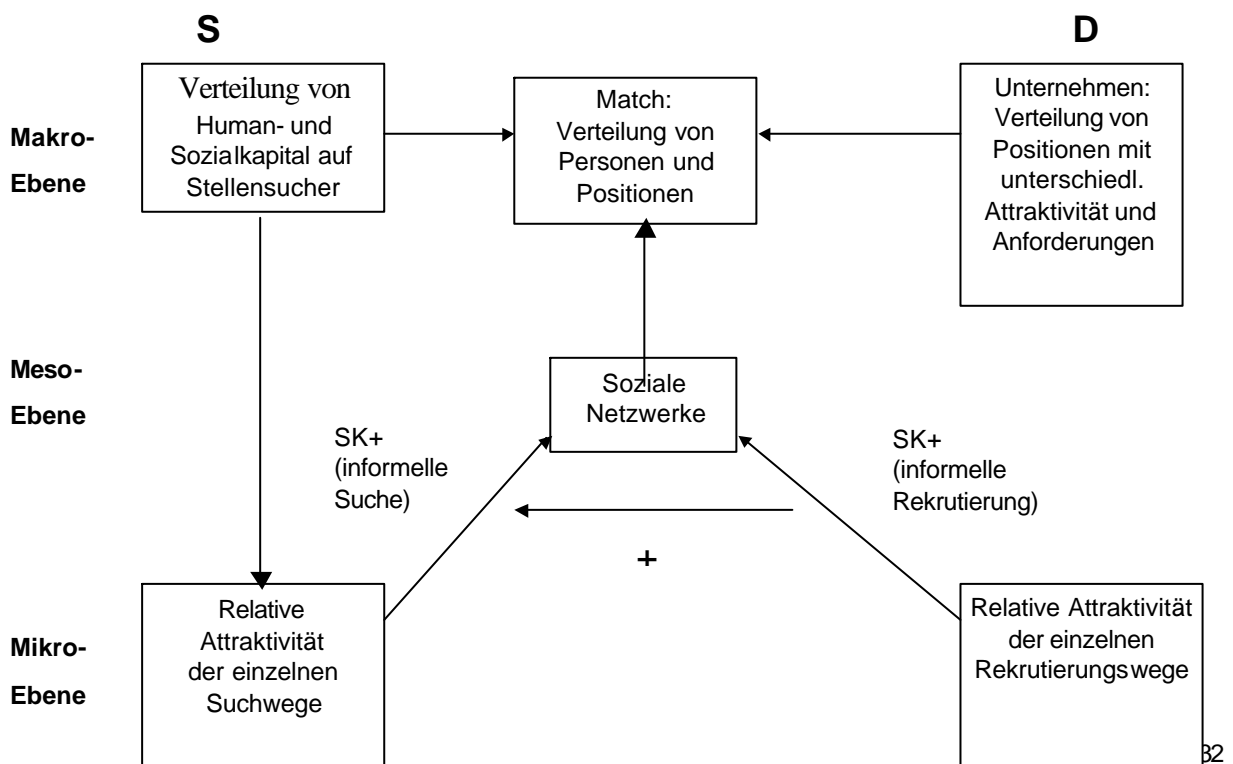 S
D
Verteilung von
Human- und
Sozialkapital auf
Stellensucher
Match:
Verteilung von
Personen und
Positionen
Unternehmen:
Verteilung von
Positionen mit
unterschiedl.
Attraktivität und
Anforderungen
Makro-
Ebene
Meso-
Ebene
Soziale
Netzwerke
SK+
(informelle
Suche)
SK+
(informelle
Rekrutierung)
+
Mikro-
Ebene
Relative
Attraktivität
der einzelnen
Suchwege
Relative Attraktivität
der einzelnen
Rekrutierungswege